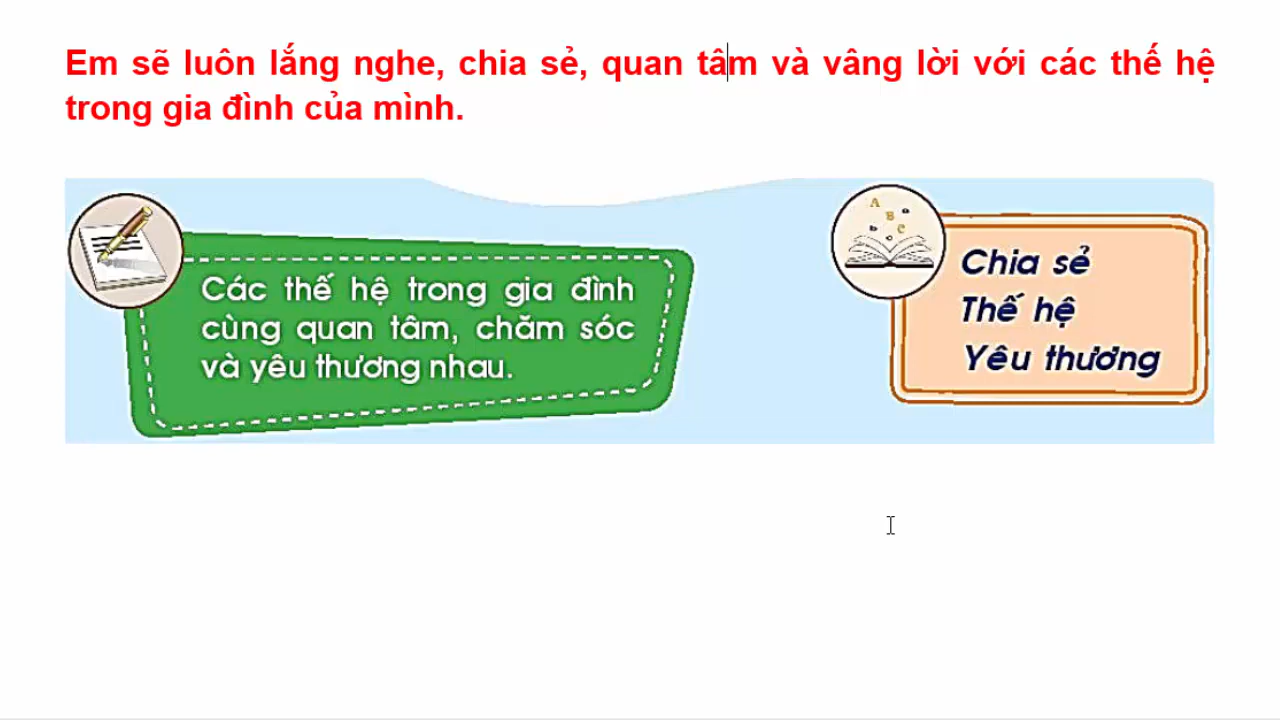 Em sẽ luôn lắng nghe, chia sẻ, quan tâm và vâng lời với các thế hệ
trong gia đình của mình.
Các thế hệ trong gia đình
cùng quan tâm, chăm sóc
và yêu thương nhau.
A
B
C
Chia sẻ
Thế hệ
Yêu thương